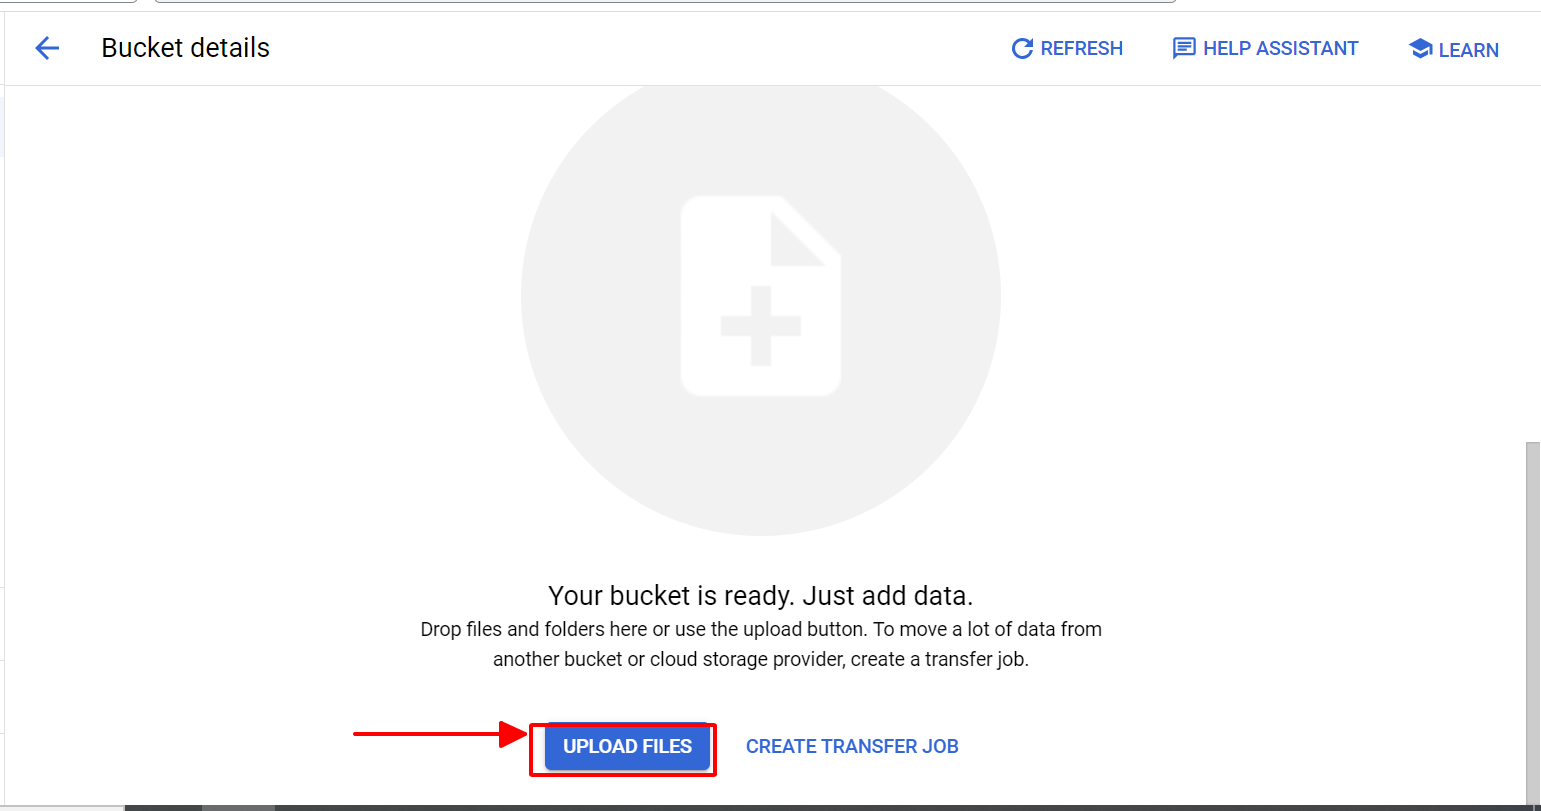 Bucket details
REFRESH
HELP ASSISTANT
LEARN
Your bucket is ready. Just add data.
Drop files and folders here or use the upload button. To move a lot of data from
another bucket or cloud storage provider, create a transfer job.
UPLOAD FILES
CREATE TRANSFER JOB